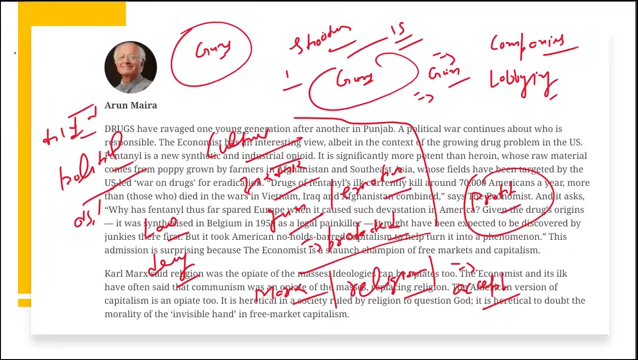 Guns
Shooter
15
1
Guns
Gun
Companies
Lobbying
Arun Maira
DRUGS have ravaged one young generation after another in Punjab. A political war continues about who is
responsible. The Economist has an interesting view, albeit in the context of the growing drug problem in the US.
Fentanyl is a new synthetic and industrial opioid. It is significantly more potent than heroin, whose raw material
comes from poppy grown by farmers in Afghanistan and Southeast Asia, whose fields have been targeted by the
US-led ‘war on drugs’ for eradication. “Drugs of fentanyl’s ilk currently kill around 70,000 Americans a year, more
than (those who) died in the wars in Vietnam, Iraq and Afghanistan combined,” says The Economist. And it asks,
“Why has fentanyl thus far spared Europe when it caused such devastation in America? Given the drug’s origins
— it was synthesised in Belgium in 1959 as a legal painkiller — it might have been expected to be discovered by
junkies there first. But it took American no-holds-barred capitalism to help turn it into a phenomenon.” This
admission is surprising because The Economist is a staunch champion of free markets and capitalism.
Karl Marx said religion was the opiate of the masses. Ideologies can be opiates too. The Economist and its ilk
have often said that communism was an opiate of the masses, replacing religion. The American version of
capitalism is an opiate too. It is heretical in a society ruled by religion to question God; it is heretical to doubt the
morality of the ‘invisible hand’ in free-market capitalism.
Culture
political
Opiate
law
deny
protected
Marx
religion
accept